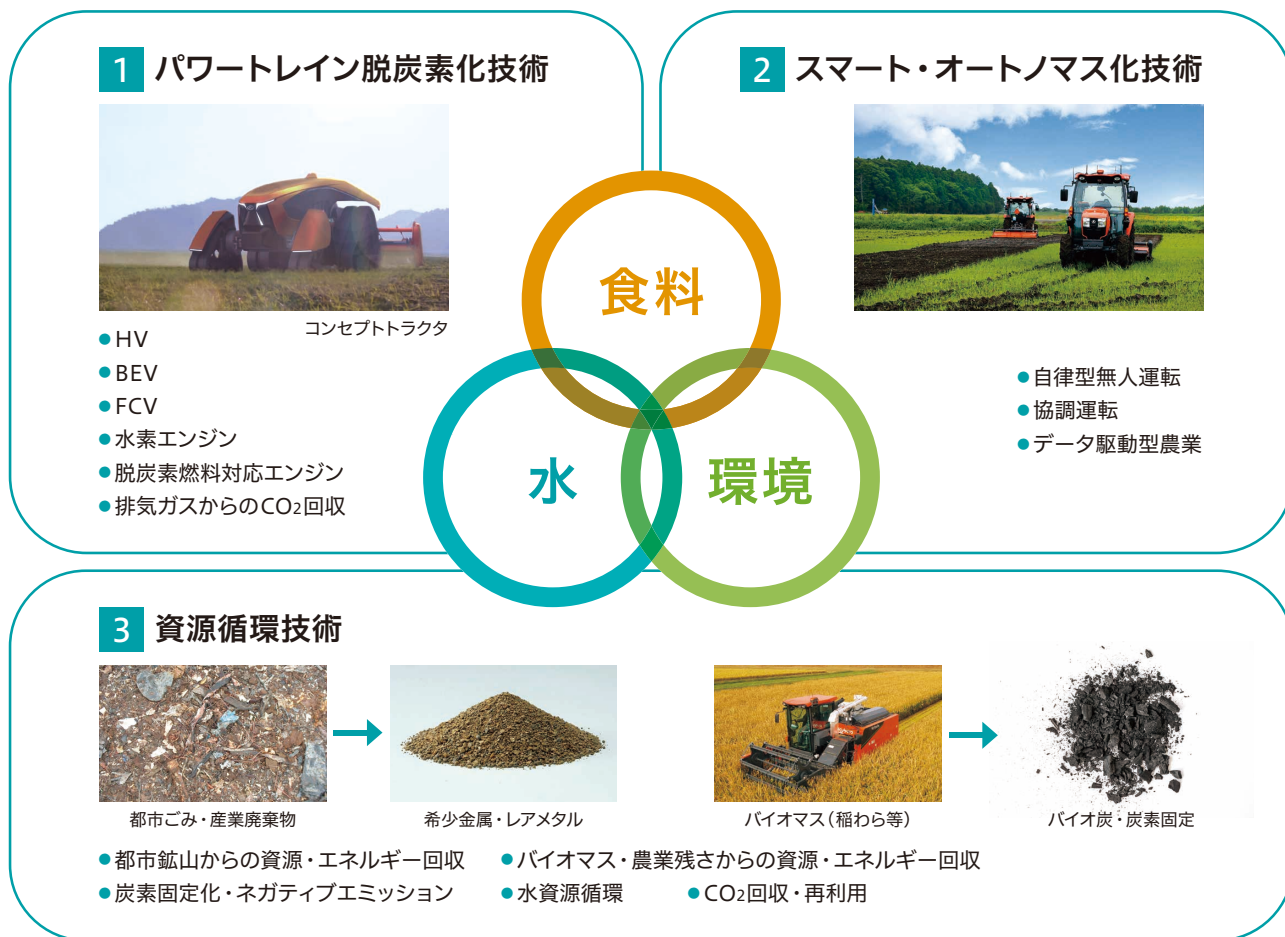 1 パワートレイン脱炭素化技術
コンセプトトラクタ
●HV
●BEV
●FCV
●水素エンジン
●脱炭素燃料対応エンジン
●排気ガスからのCO2回収
2 スマート・オートノマス化技術
●自律型無人運転
●協調運転
●データ駆動型農業
食料
水
環境
3 資源循環技術
都市ごみ・産業廃棄物
希少金属・レアメタル
バイオマス（稲わら等）
バイオ炭・炭素固定
●都市鉱山からの資源・エネルギー回収 ●バイオマス・農業残さからの資源・エネルギー回収
●炭素固定化・ネガティブエミッション ●水資源循環 ●CO2回収・再利用